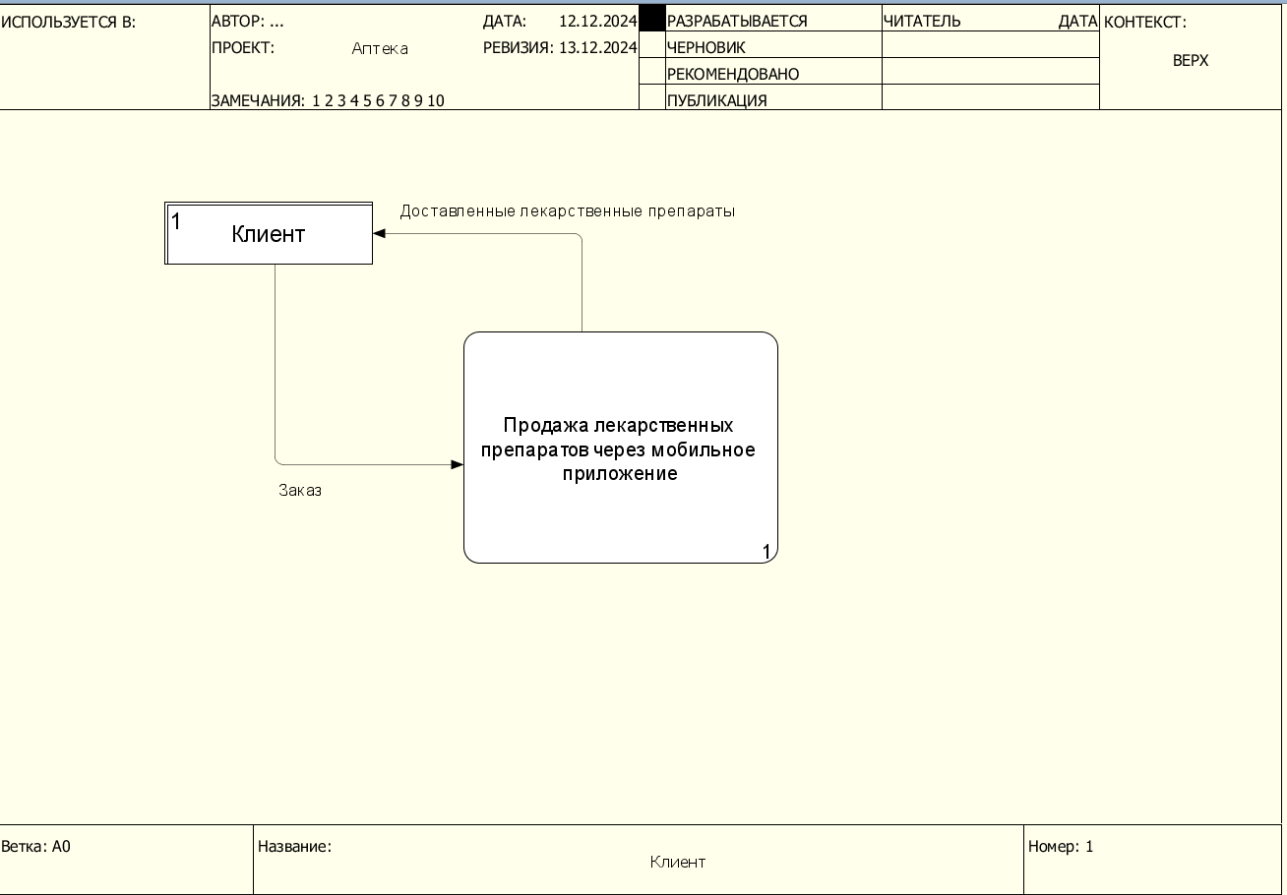 ИСПОЛЬЗУЕТСЯ В:
АВТОР: ...
ДАТА: 12.12.2024
ПРОЕКТ: Аптека
РЕВИЗИЯ: 13.12.2024
ЗАМЕЧАНИЯ: 1 2 3 4 5 6 7 8 9 10
РАЗРАБАТЫВАЕТСЯ
ЧЕРНОВИК
РЕКОМЕНДОВАНО
ПУБЛИКАЦИЯ
ЧИТАТЕЛЬ
ДАТА
КОНТЕКСТ:
ВЕРХ
1
Клиент
Доставленные лекарственные препараты
Продажа лекарственных
препаратов через мобильное
приложение
1
Заказ
Ветка: A0
Название:
Клиент
Номер: 1